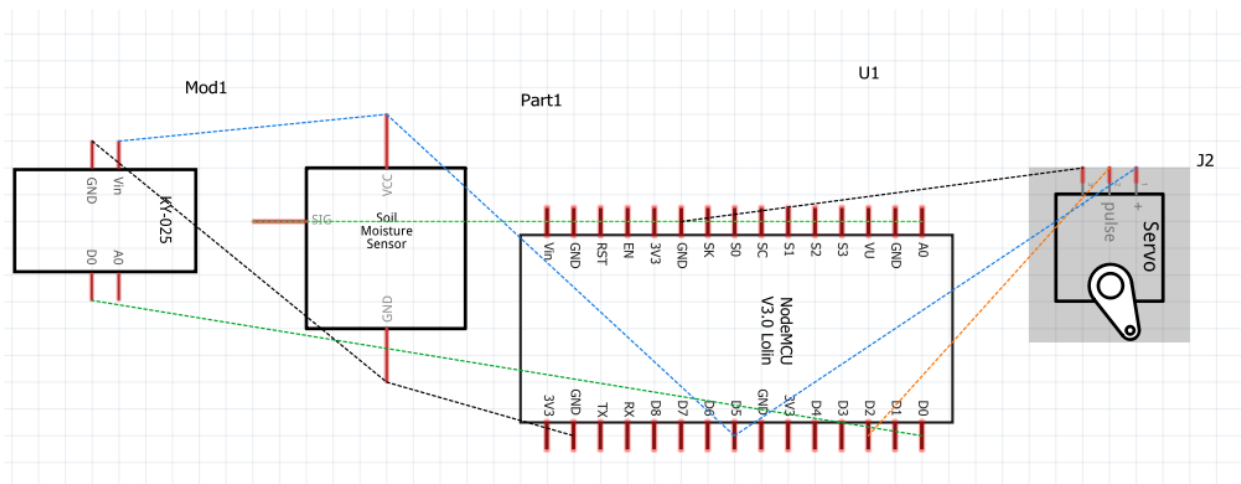 Mod1
Part1
U1
J2
GND
Vin
KY-025
D0
A0
VCC
SIG
Soil
Moisture
Sensor
GND
Vin
GND
RST
EN
3V3
GND
SK
S0
SC
S1
S2
S3
VU
GND
A0
NodeMCU
V3.0 Lolin
3V3
GND
TX
RX
D8
D7
D6
D5
GND
3V3
D4
D3
D2
D1
D0
1
+
pulse
Servo